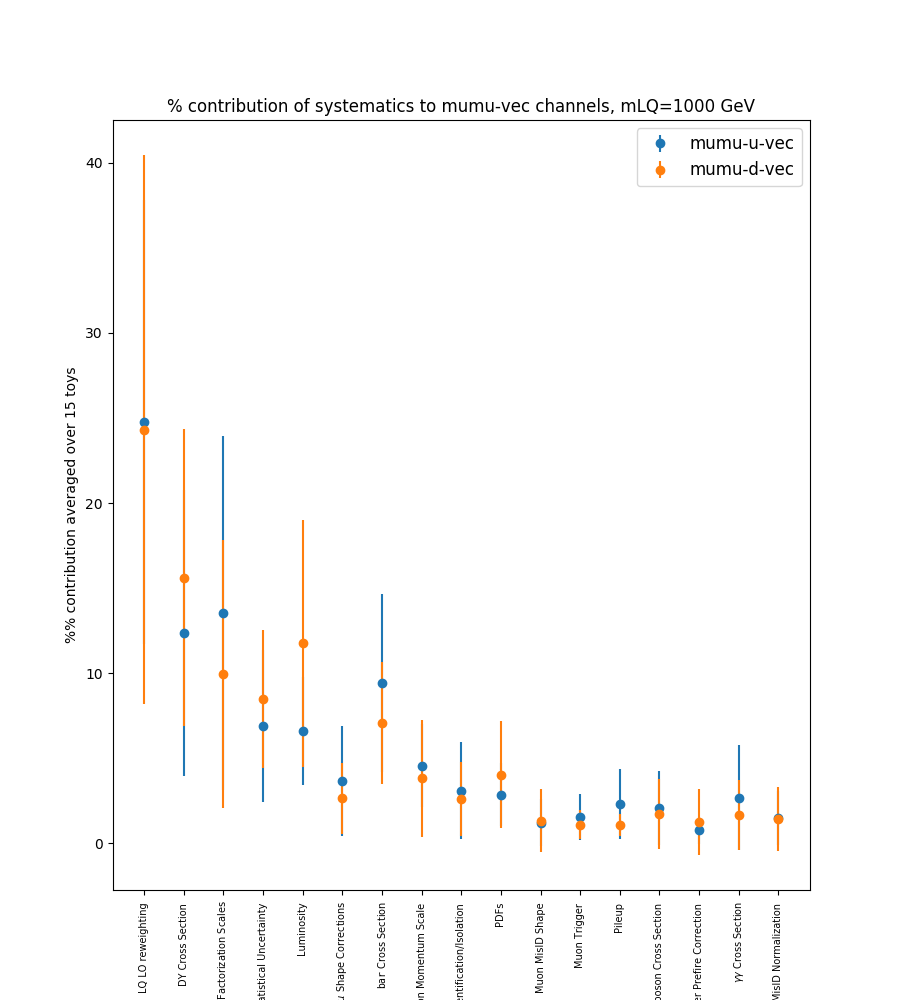 % contribution of systematics to mumu-vec channels, mLQ=1000 GeV
mumu-u-vec
mumu-d-vec
%% contribution averaged over 15 toys
40
30
20
10
0
LQ LO reweighting
DY Cross Section
Factorization Scales
atistical Uncertainty
Luminosity
Shape Corrections
bar Cross Section
n Momentum Scale
entification/Isolation
PDFs
Muon MisID Shape
Muon Trigger
Pileup
oson Cross Section
er Prefire Correction
γγ Cross Section
MisID Normalization